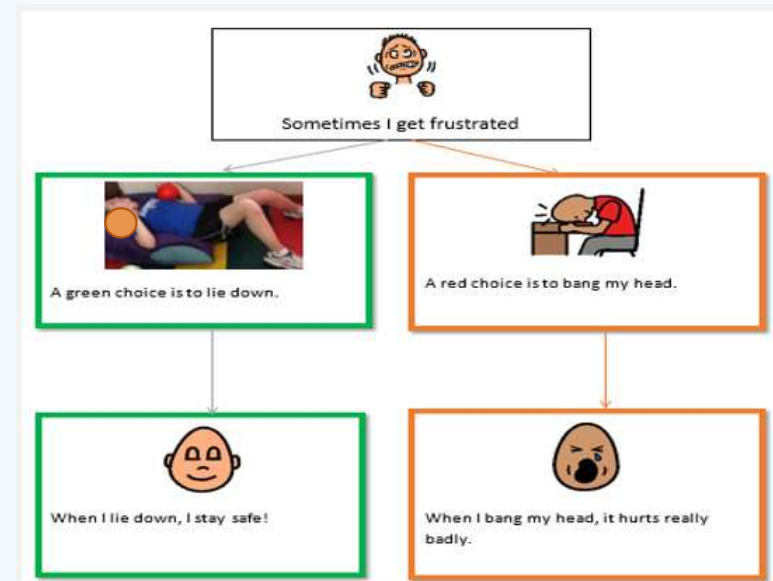 Sometimes I get frustrated
A green choice is to lie down.
A red choice is to bang my head.
When I lie down, I stay safe!
When I bang my head, it hurts really
badly.